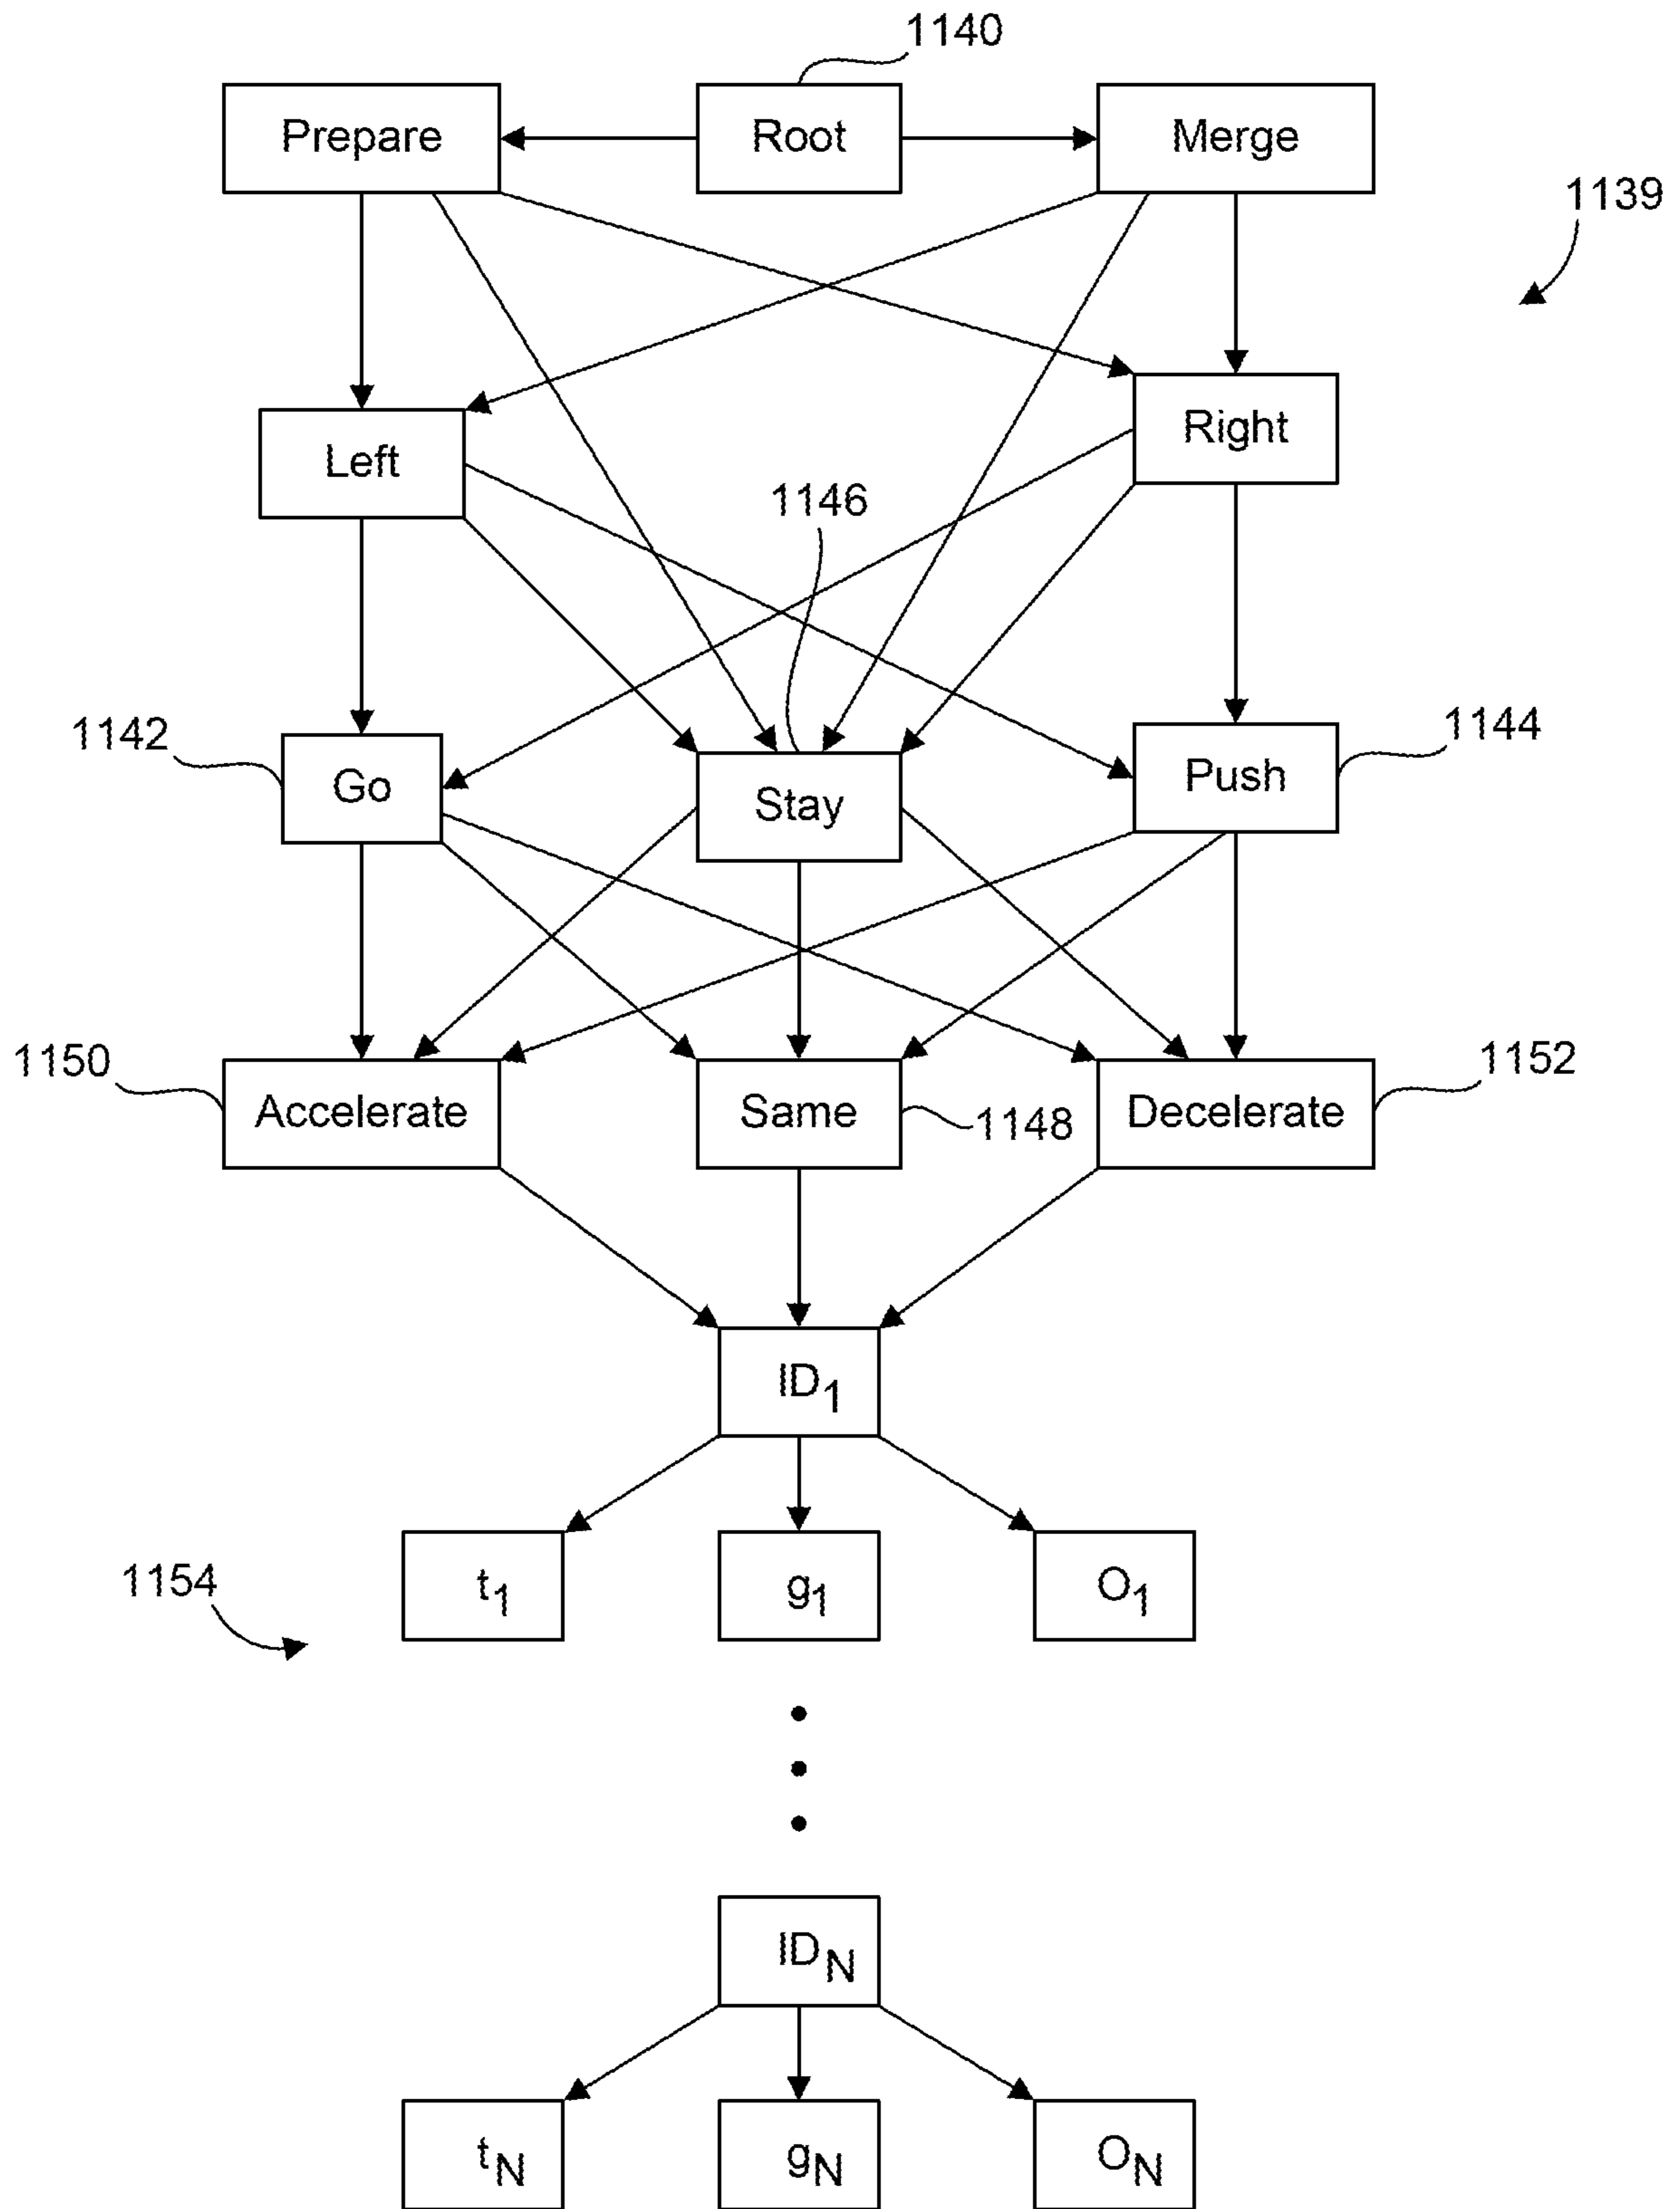 1140
Prepare
Root
Merge
1139
Left
Right
1146
1142
Go
Stay
Push
1144
1150
Accelerate
Same
1148
Decelerate
1152
ID1
1154
t1
g1
O1
IDN
tN
gN
ON